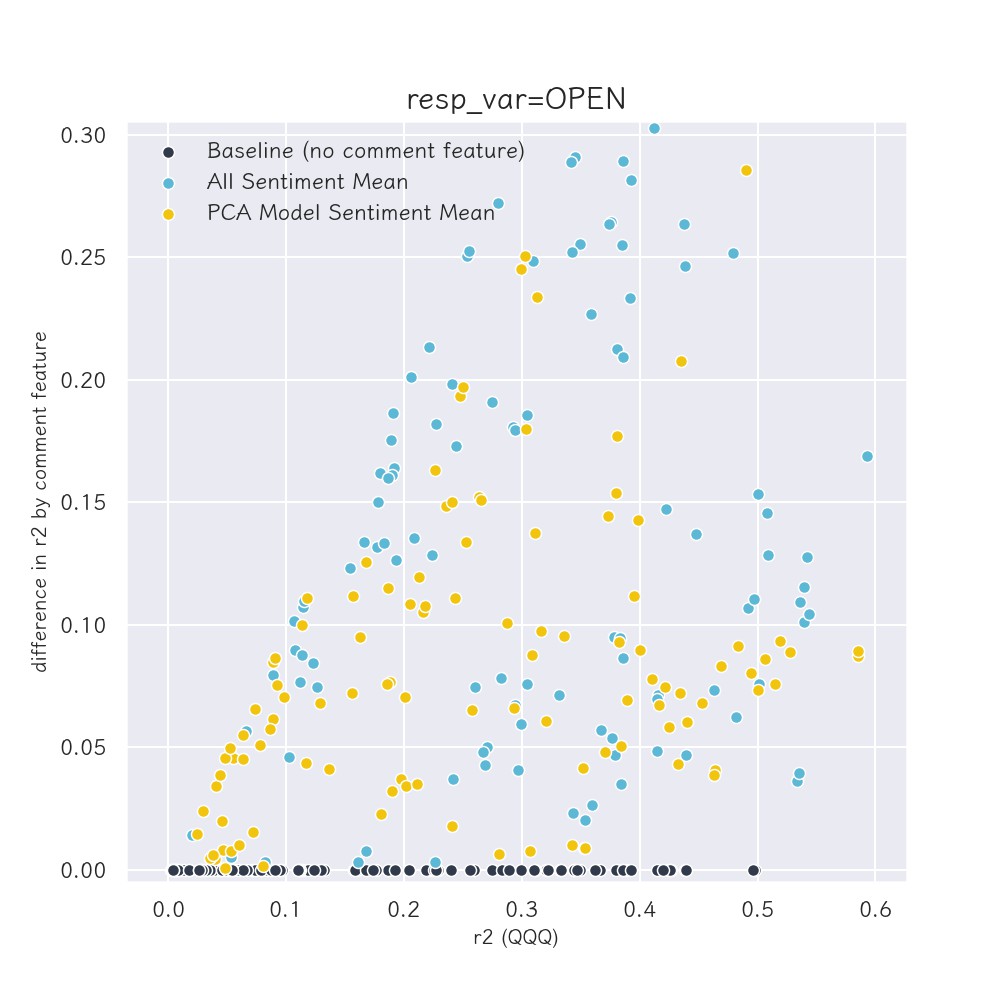 resp_var=OPEN
0.30
0.25
0.20
0.15
0.10
0.05
0.00
difference in r2 by comment feature
Baseline (no comment feature)
All Sentiment Mean
PCA Model Sentiment Mean
0.0 0.1 0.2 0.3 0.4 0.5 0.6
r2 (QQQ)